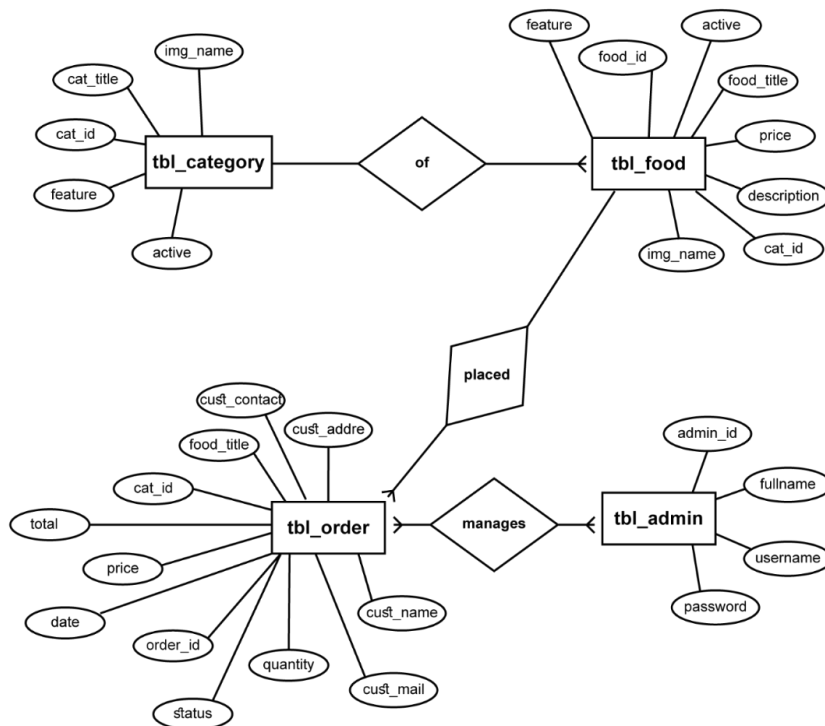 feature
active
img_name
food_id
cat_title
food_title
cat_id
price
tbl_category
of
tbl_food
feature
description
active
img_name
cat_id
placed
cust_contact
cust_addre
food_title
admin_id
cat_id
fullname
total
tbl_order
manages
tbl_admin
price
username
date
cust_name
password
order_id
quantity
cust_mail
status